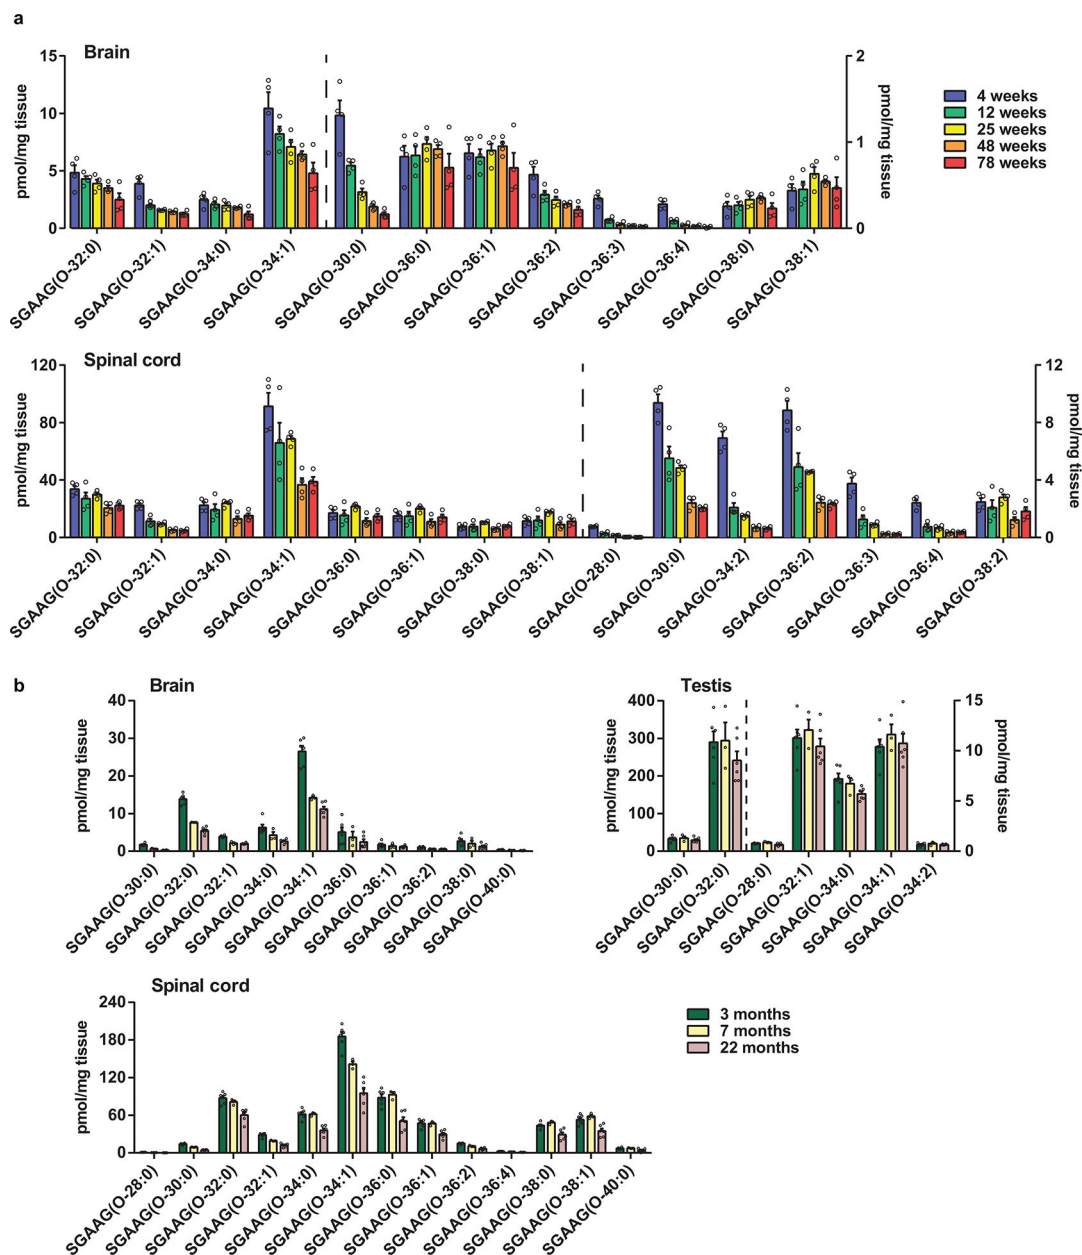 a
Brain
15
10
5
0
pmol/mg tissue
2
1
0
pmol/mg tissue
4 weeks
12 weeks
25 weeks
48 weeks
78 weeks
SGAAG(O-32:0)
SGAAG(O-32:1)
SGAAG(O-34:0)
SGAAG(O-34:1)
SGAAG(O-30:0)
SGAAG(O-36:0)
SGAAG(O-36:1)
SGAAG(O-36:2)
SGAAG(O-36:3)
SGAAG(O-36:4)
SGAAG(O-38:0)
SGAAG(O-38:1)
Spinal cord
120
80
40
0
pmol/mg tissue
12
8
4
0
pmol/mg tissue
SGAAG(O-32:0)
SGAAG(O-32:1)
SGAAG(O-34:0)
SGAAG(O-34:1)
SGAAG(O-36:0)
SGAAG(O-36:1)
SGAAG(O-38:0)
SGAAG(O-38:1)
SGAAG(O-28:0)
SGAAG(O-30:0)
SGAAG(O-34:2)
SGAAG(O-36:2)
SGAAG(O-36:3)
SGAAG(O-36:4)
SGAAG(O-38:2)
b
Brain
40
30
20
10
0
pmol/mg tissue
SGAAG(O-30:0)
SGAAG(O-32:0)
SGAAG(O-32:1)
SGAAG(O-34:0)
SGAAG(O-34:1)
SGAAG(O-36:0)
SGAAG(O-36:1)
SGAAG(O-36:2)
SGAAG(O-38:0)
SGAAG(O-40:0)
Testis
400
300
200
100
0
pmol/mg tissue
15
10
5
0
pmol/mg tissue
SGAAG(O-30:0)
SGAAG(O-32:0)
SGAAG(O-28:0)
SGAAG(O-32:1)
SGAAG(O-34:0)
SGAAG(O-34:1)
SGAAG(O-34:2)
Spinal cord
240
180
120
60
0
pmol/mg tissue
3 months
7 months
22 months
SGAAG(O-28:0)
SGAAG(O-30:0)
SGAAG(O-32:0)
SGAAG(O-32:1)
SGAAG(O-34:0)
SGAAG(O-34:1)
SGAAG(O-36:0)
SGAAG(O-36:1)
SGAAG(O-36:2)
SGAAG(O-36:4)
SGAAG(O-38:0)
SGAAG(O-38:1)
SGAAG(O-40:0)